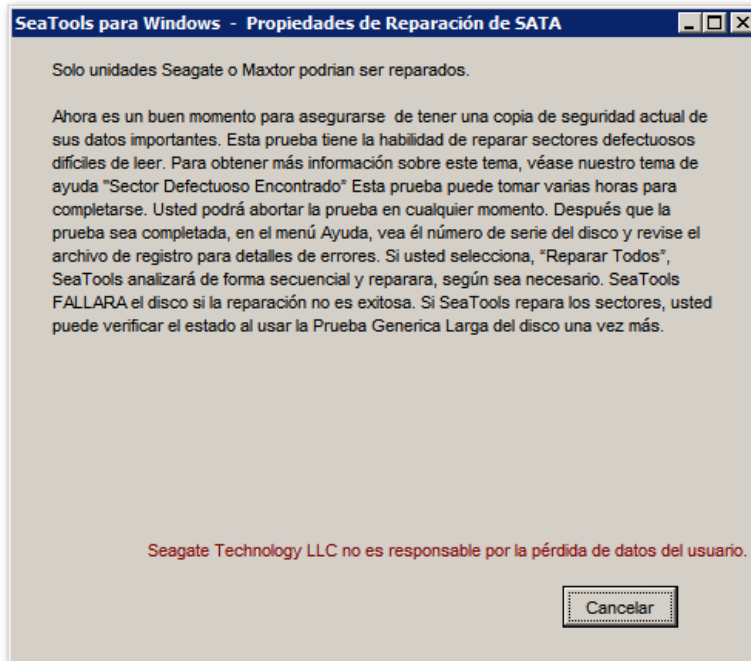 SeaTools para Windows - Propiedades de Reparación de SATA
Solo unidades Seagate o Maxtor podrian ser reparados.
Ahora es un buen momento para asegurarse de tener una copia de seguridad actual de
sus datos importantes. Esta prueba tiene la habilidad de reparar sectores defectuosos
difíciles de leer. Para obtener más información sobre este tema, véase nuestro tema de
ayuda "Sector Defectuoso Encontrado” Esta prueba puede tomar varias horas para
completarse. Usted podrá abortar la prueba en cualquier momento. Después que la
prueba sea completada, en el menú Ayuda, vea él número de serie del disco y revise el
archivo de registro para detalles de errores. Si usted selecciona, “Reparar Todos”,
SeaTools analizará de forma secuencial y reparara, según sea necesario. SeaTools
FALLARA el disco si la reparación no es exitosa. Si SeaTools repara los sectores, usted
puede verificar el estado al usar la Prueba Generica Larga del disco una vez más.
Seagate Technology LLC no es responsable por la pérdida de datos del usuario.
Cancelar